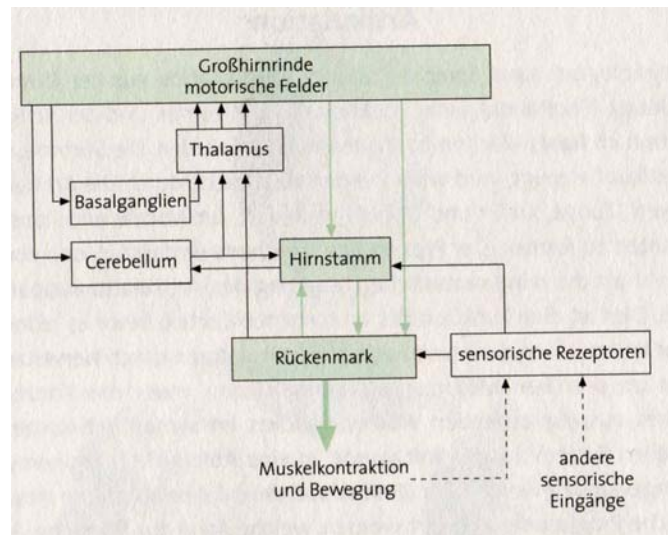 Großhirnrinde
motorische Felder
Thalamus
Basalganglien
Cerebellum
Hirnstamm
Rückenmark
sensorische Rezeptoren
Muskelkontraktion
und Bewegung
andere
sensorische
Eingänge